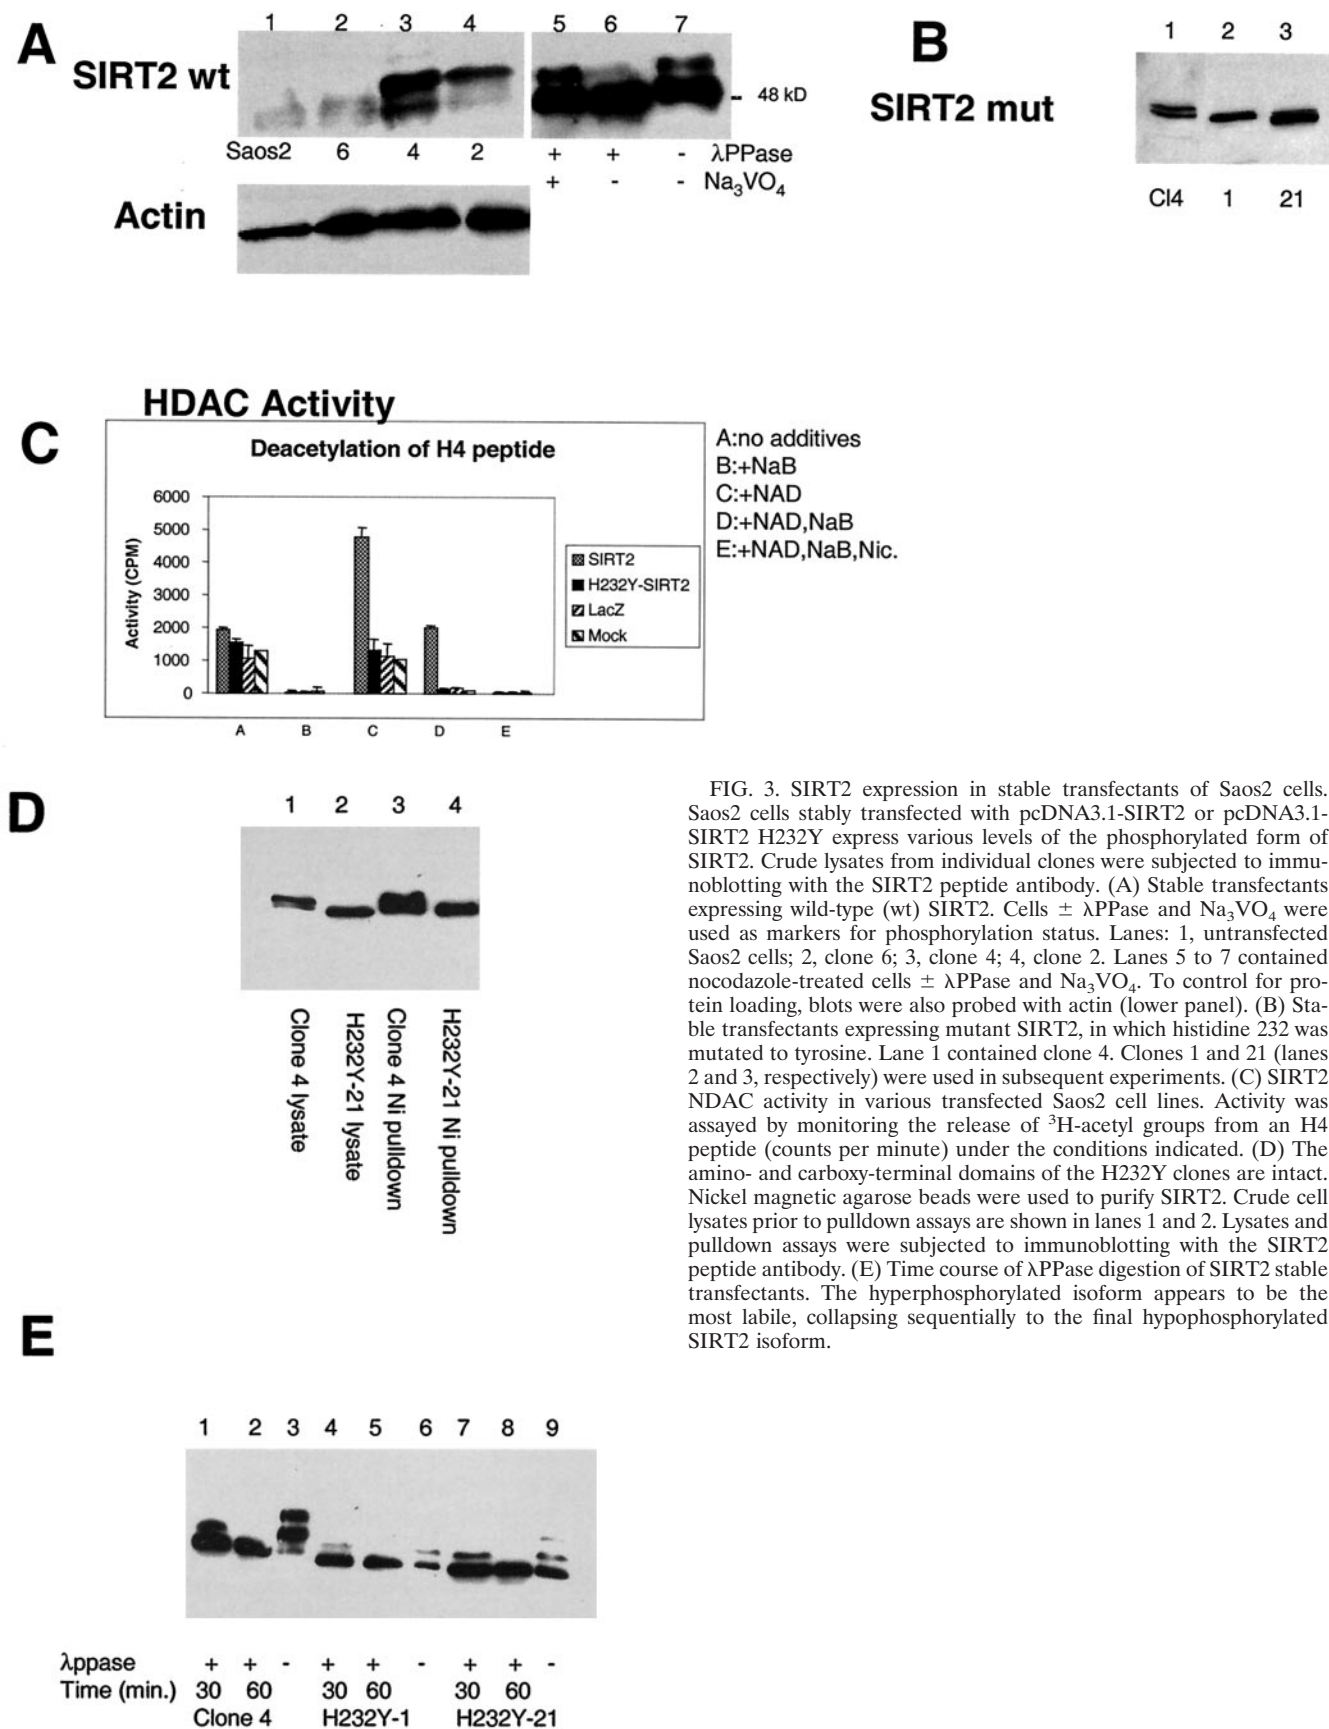 A
1 2 3 4 5 6 7
SIRT2 wt
48 kD
Saos2 6 4 2 + + - λPPase
+ - - Na₃VO₄
Actin
B
1 2 3
SIRT2 mut
Cl4 1 21
C
HDAC Activity
Deacetylation of H4 peptide
Activity (CPM)
6000
5000
4000
3000
2000
1000
0
A B C D E
SIRT2
H232Y-SIRT2
LacZ
Mock
A:no additives
B:+NaB
C:+NAD
D:+NAD,NaB
E:+NAD,NaB,Nic.
D
1 2 3 4
Clone 4 lysate
H232Y-21 lysate
Clone 4 Ni pulldown
H232Y-21 Ni pulldown
FIG. 3. SIRT2 expression in stable transfectants of Saos2 cells.
Saos2 cells stably transfected with pcDNA3.1-SIRT2 or pcDNA3.1-
SIRT2 H232Y express various levels of the phosphorylated form of
SIRT2. Crude lysates from individual clones were subjected to immu-
noblotting with the SIRT2 peptide antibody. (A) Stable transfectants
expressing wild-type (wt) SIRT2. Cells ± λPPase and Na₃VO₄ were
used as markers for phosphorylation status. Lanes: 1, untransfected
Saos2 cells; 2, clone 6; 3, clone 4; 4, clone 2. Lanes 5 to 7 contained
nocodazole-treated cells ± λPPase and Na₃VO₄. To control for pro-
tein loading, blots were also probed with actin (lower panel). (B) Sta-
ble transfectants expressing mutant SIRT2, in which histidine 232 was
mutated to tyrosine. Lane 1 contained clone 4. Clones 1 and 21 (lanes
2 and 3, respectively) were used in subsequent experiments. (C) SIRT2
NDAC activity in various transfected Saos2 cell lines. Activity was
assayed by monitoring the release of ³H-acetyl groups from an H4
peptide (counts per minute) under the conditions indicated. (D) The
amino- and carboxy-terminal domains of the H232Y clones are intact.
Nickel magnetic agarose beads were used to purify SIRT2. Crude cell
lysates prior to pulldown assays are shown in lanes 1 and 2. Lysates and
pulldown assays were subjected to immunoblotting with the SIRT2
peptide antibody. (E) Time course of λPPase digestion of SIRT2 stable
transfectants. The hyperphosphorylated isoform appears to be the
most labile, collapsing sequentially to the final hypophosphorylated
SIRT2 isoform.
E
1 2 3 4 5 6 7 8 9
λppase + + - + + - + + -
Time (min.) 30 60 30 60 30 60
Clone 4 H232Y-1 H232Y-21